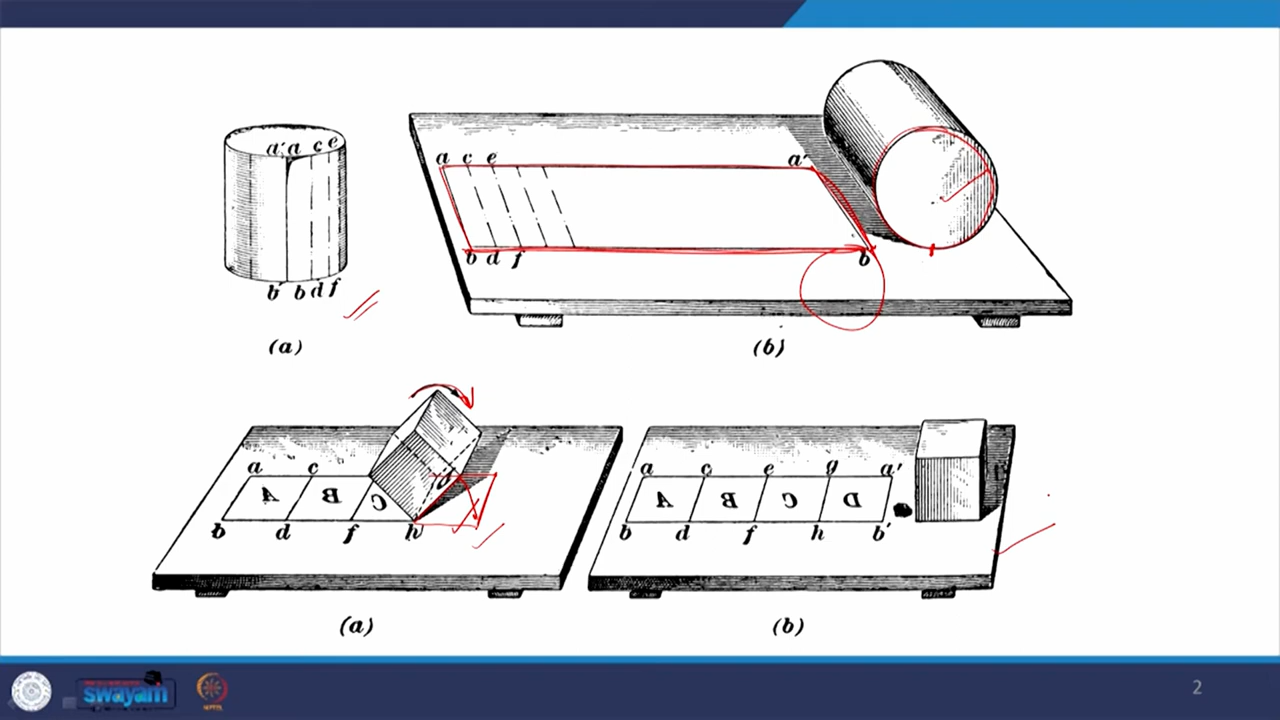 a' a c e
b' b d f
(a)
a c e a'
b d f b'
(b)
a c
A B C
b d f h
(a)
a c e g a'
A B C D
b d f h b'
(b)
swayam
2